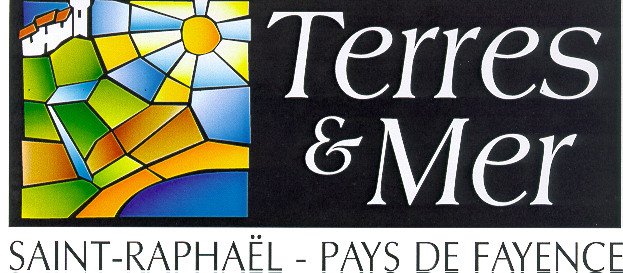 Terres
& Mer
SAINT-RAPHAËL - PAYS DE FAYENCE